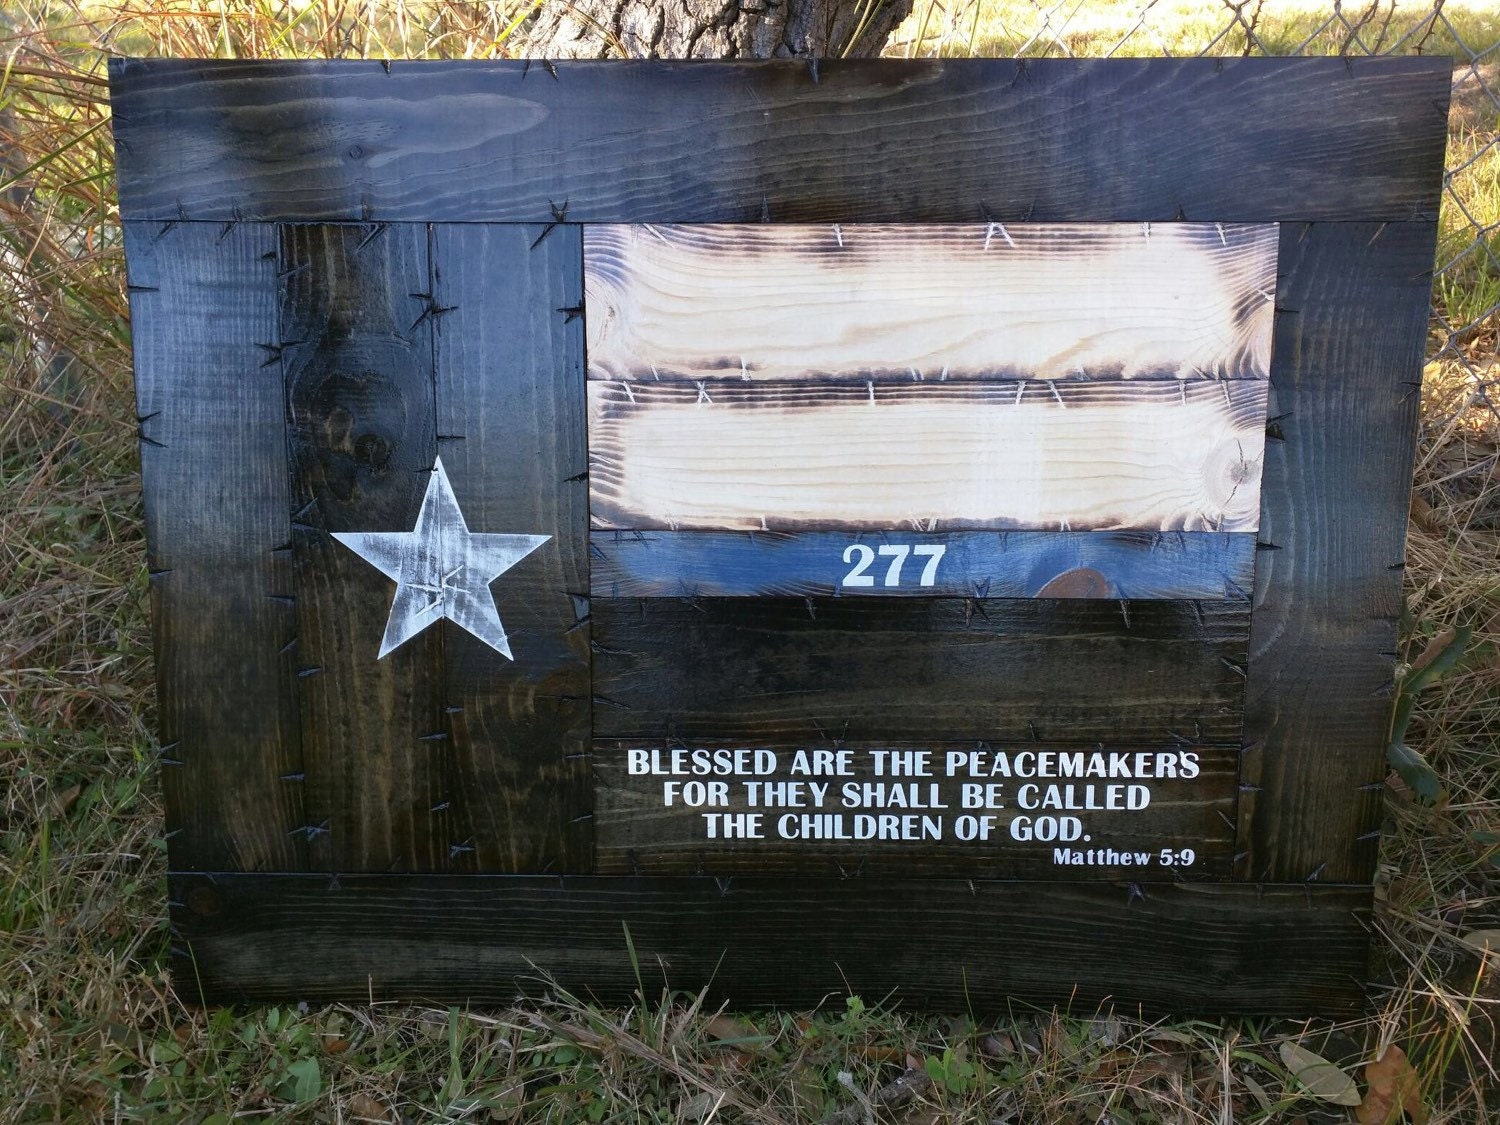 277
BLESSED ARE THE PEACEMAKERS
FOR THEY SHALL BE CALLED
THE CHILDREN OF GOD.
Matthew 5:9